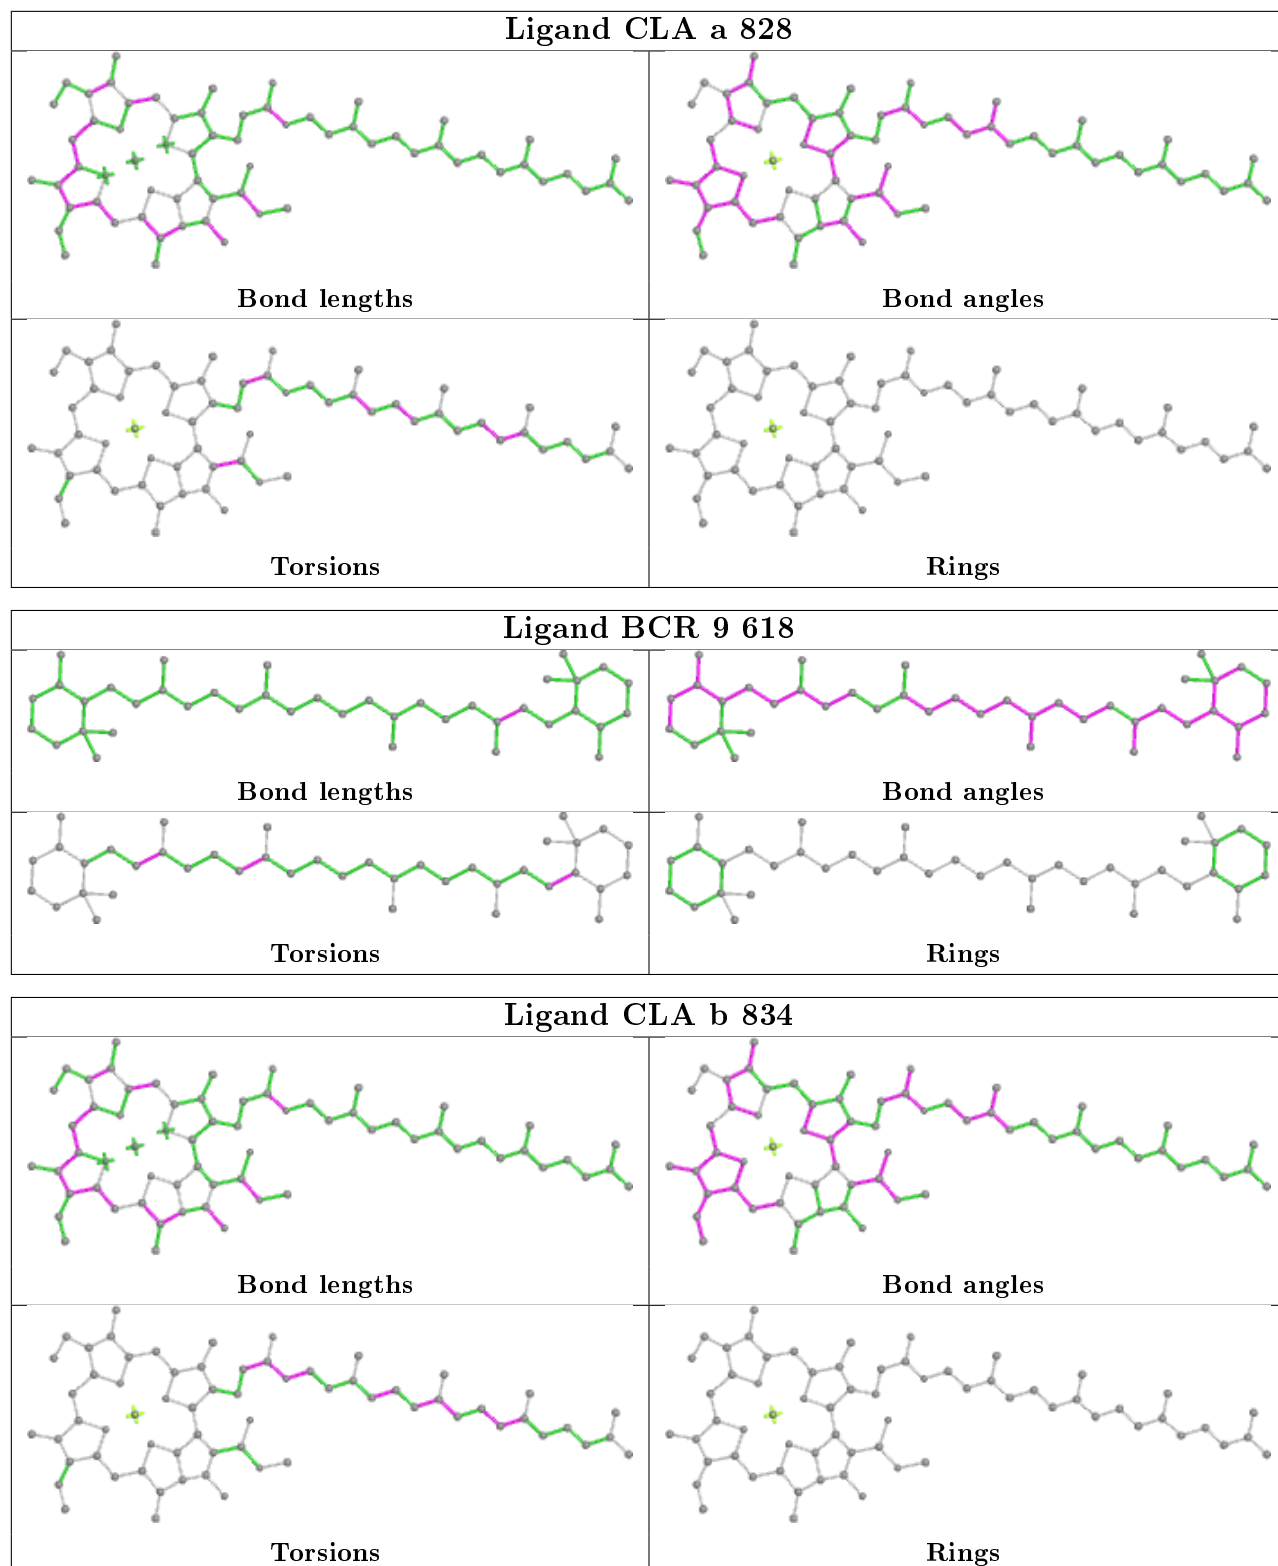 Ligand CLA a 828
Bond lengths
Bond angles
Torsions
Rings
Ligand BCR 9 618
Bond lengths
Bond angles
Torsions
Rings
Ligand CLA b 834
Bond lengths
Bond angles
Torsions
Rings